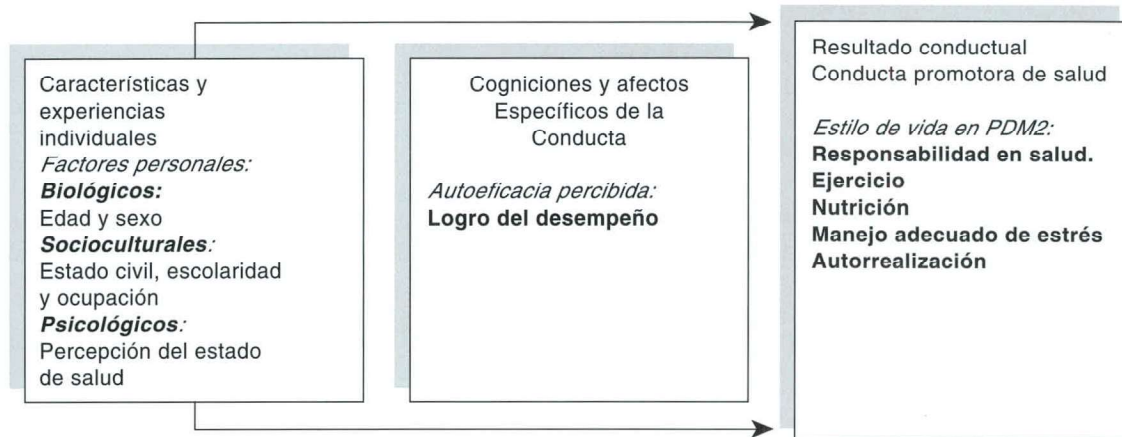 Características y
experiencias
individuales
Factores personales:
Biológicos:
Edad y sexo
Socioculturales:
Estado civil, escolaridad
y ocupación
Psicológicos:
Percepción del estado
de salud
Cogniciones y afectos
Específicos de la
Conducta
Autoeficacia percibida:
Logro del desempeño
Resultado conductual
Conducta promotora de salud
Estilo de vida en PDM2:
Responsabilidad en salud.
Ejercicio
Nutrición
Manejo adecuado de estrés
Autorrealización